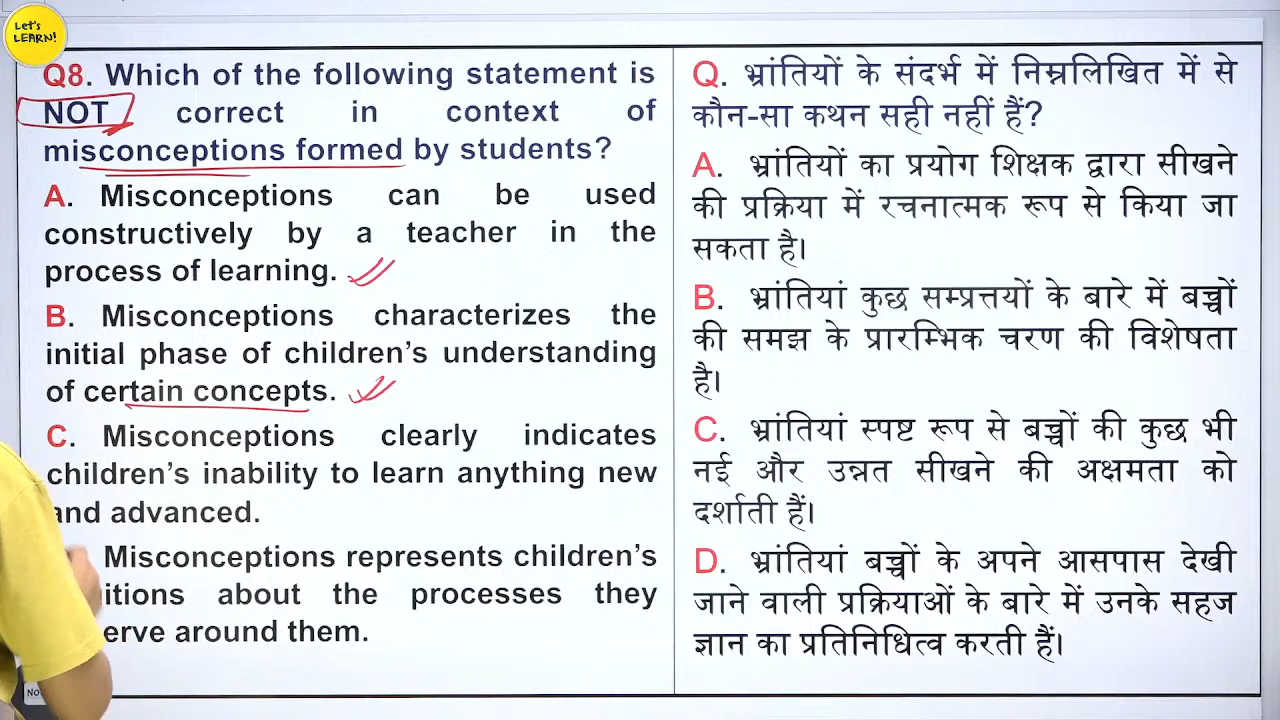 Let's
LEARN!
Q8. Which of the following statement is
NOT correct in context of
misconceptions formed by students?
A. Misconceptions can be used
constructively by a teacher in the
process of learning.
B. Misconceptions characterizes the
initial phase of children's understanding
of certain concepts.
C. Misconceptions clearly indicates
children's inability to learn anything new
and advanced.
Misconceptions represents children's
about the processes they
around them.
Q. भ्रांतियों के संदर्भ में निम्नलिखित में से
कौन-सा कथन सही नहीं हैं?
A. भ्रांतियों का प्रयोग शिक्षक द्वारा सीखने
की प्रक्रिया में रचनात्मक रूप से किया जा
सकता है।
B. भ्रांतियां कुछ सम्प्रत्तयों के बारे में बच्चों
की समझ के प्रारम्भिक चरण की विशेषता
है।
C. भ्रांतियां स्पष्ट रूप से बच्चों की कुछ भी
नई और उन्नत सीखने की अक्षमता को
दर्शाती हैं।
D. भ्रांतियां बच्चों के अपने आसपास देखी
जाने वाली प्रक्रियाओं के बारे में उनके सहज
ज्ञान का प्रतिनिधित्व करती हैं।